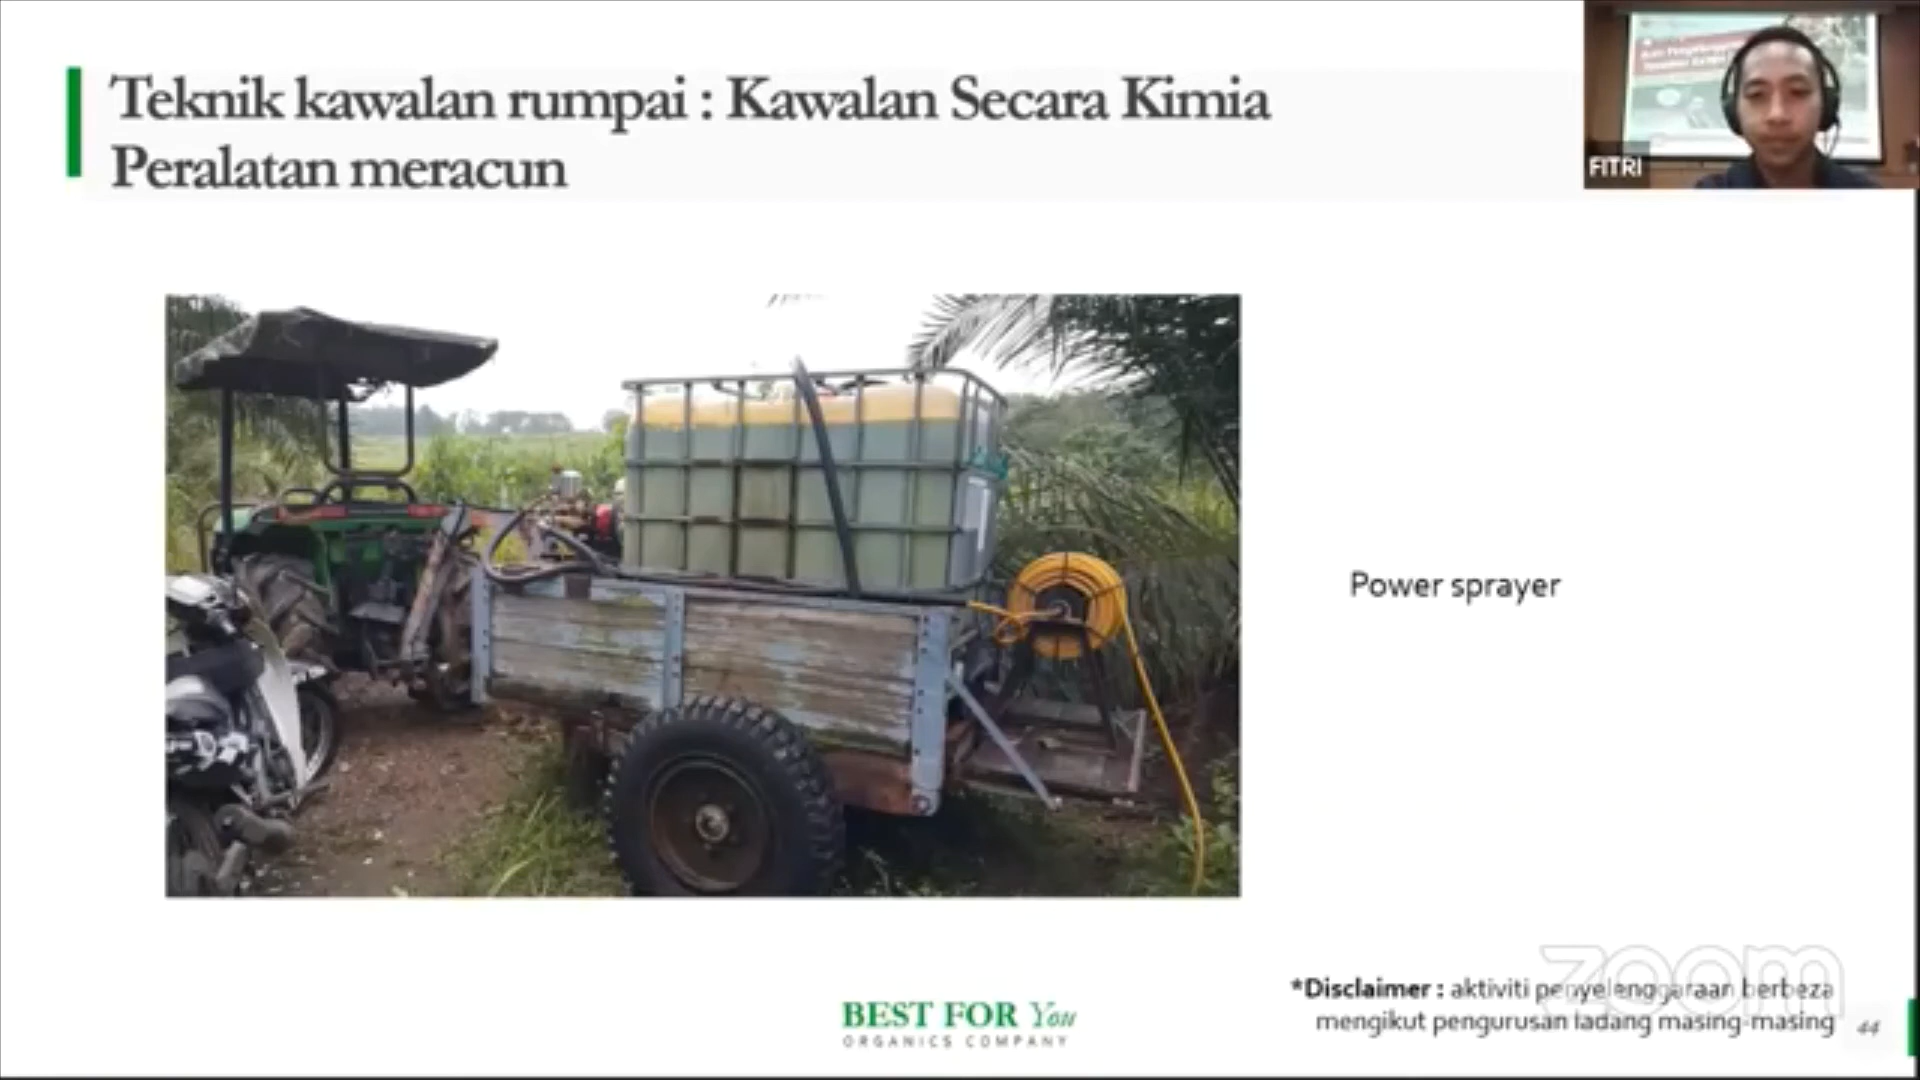 Teknik kawalan rumpai : Kawalan Secara Kimia
Peralatan meracun
FITRI
Power sprayer
zoom
*Disclaimer : aktiviti penyelenggaraan berbeza
mengikut pengurusan ladang masing-masing
BEST FOR You
ORGANICS COMPANY
44